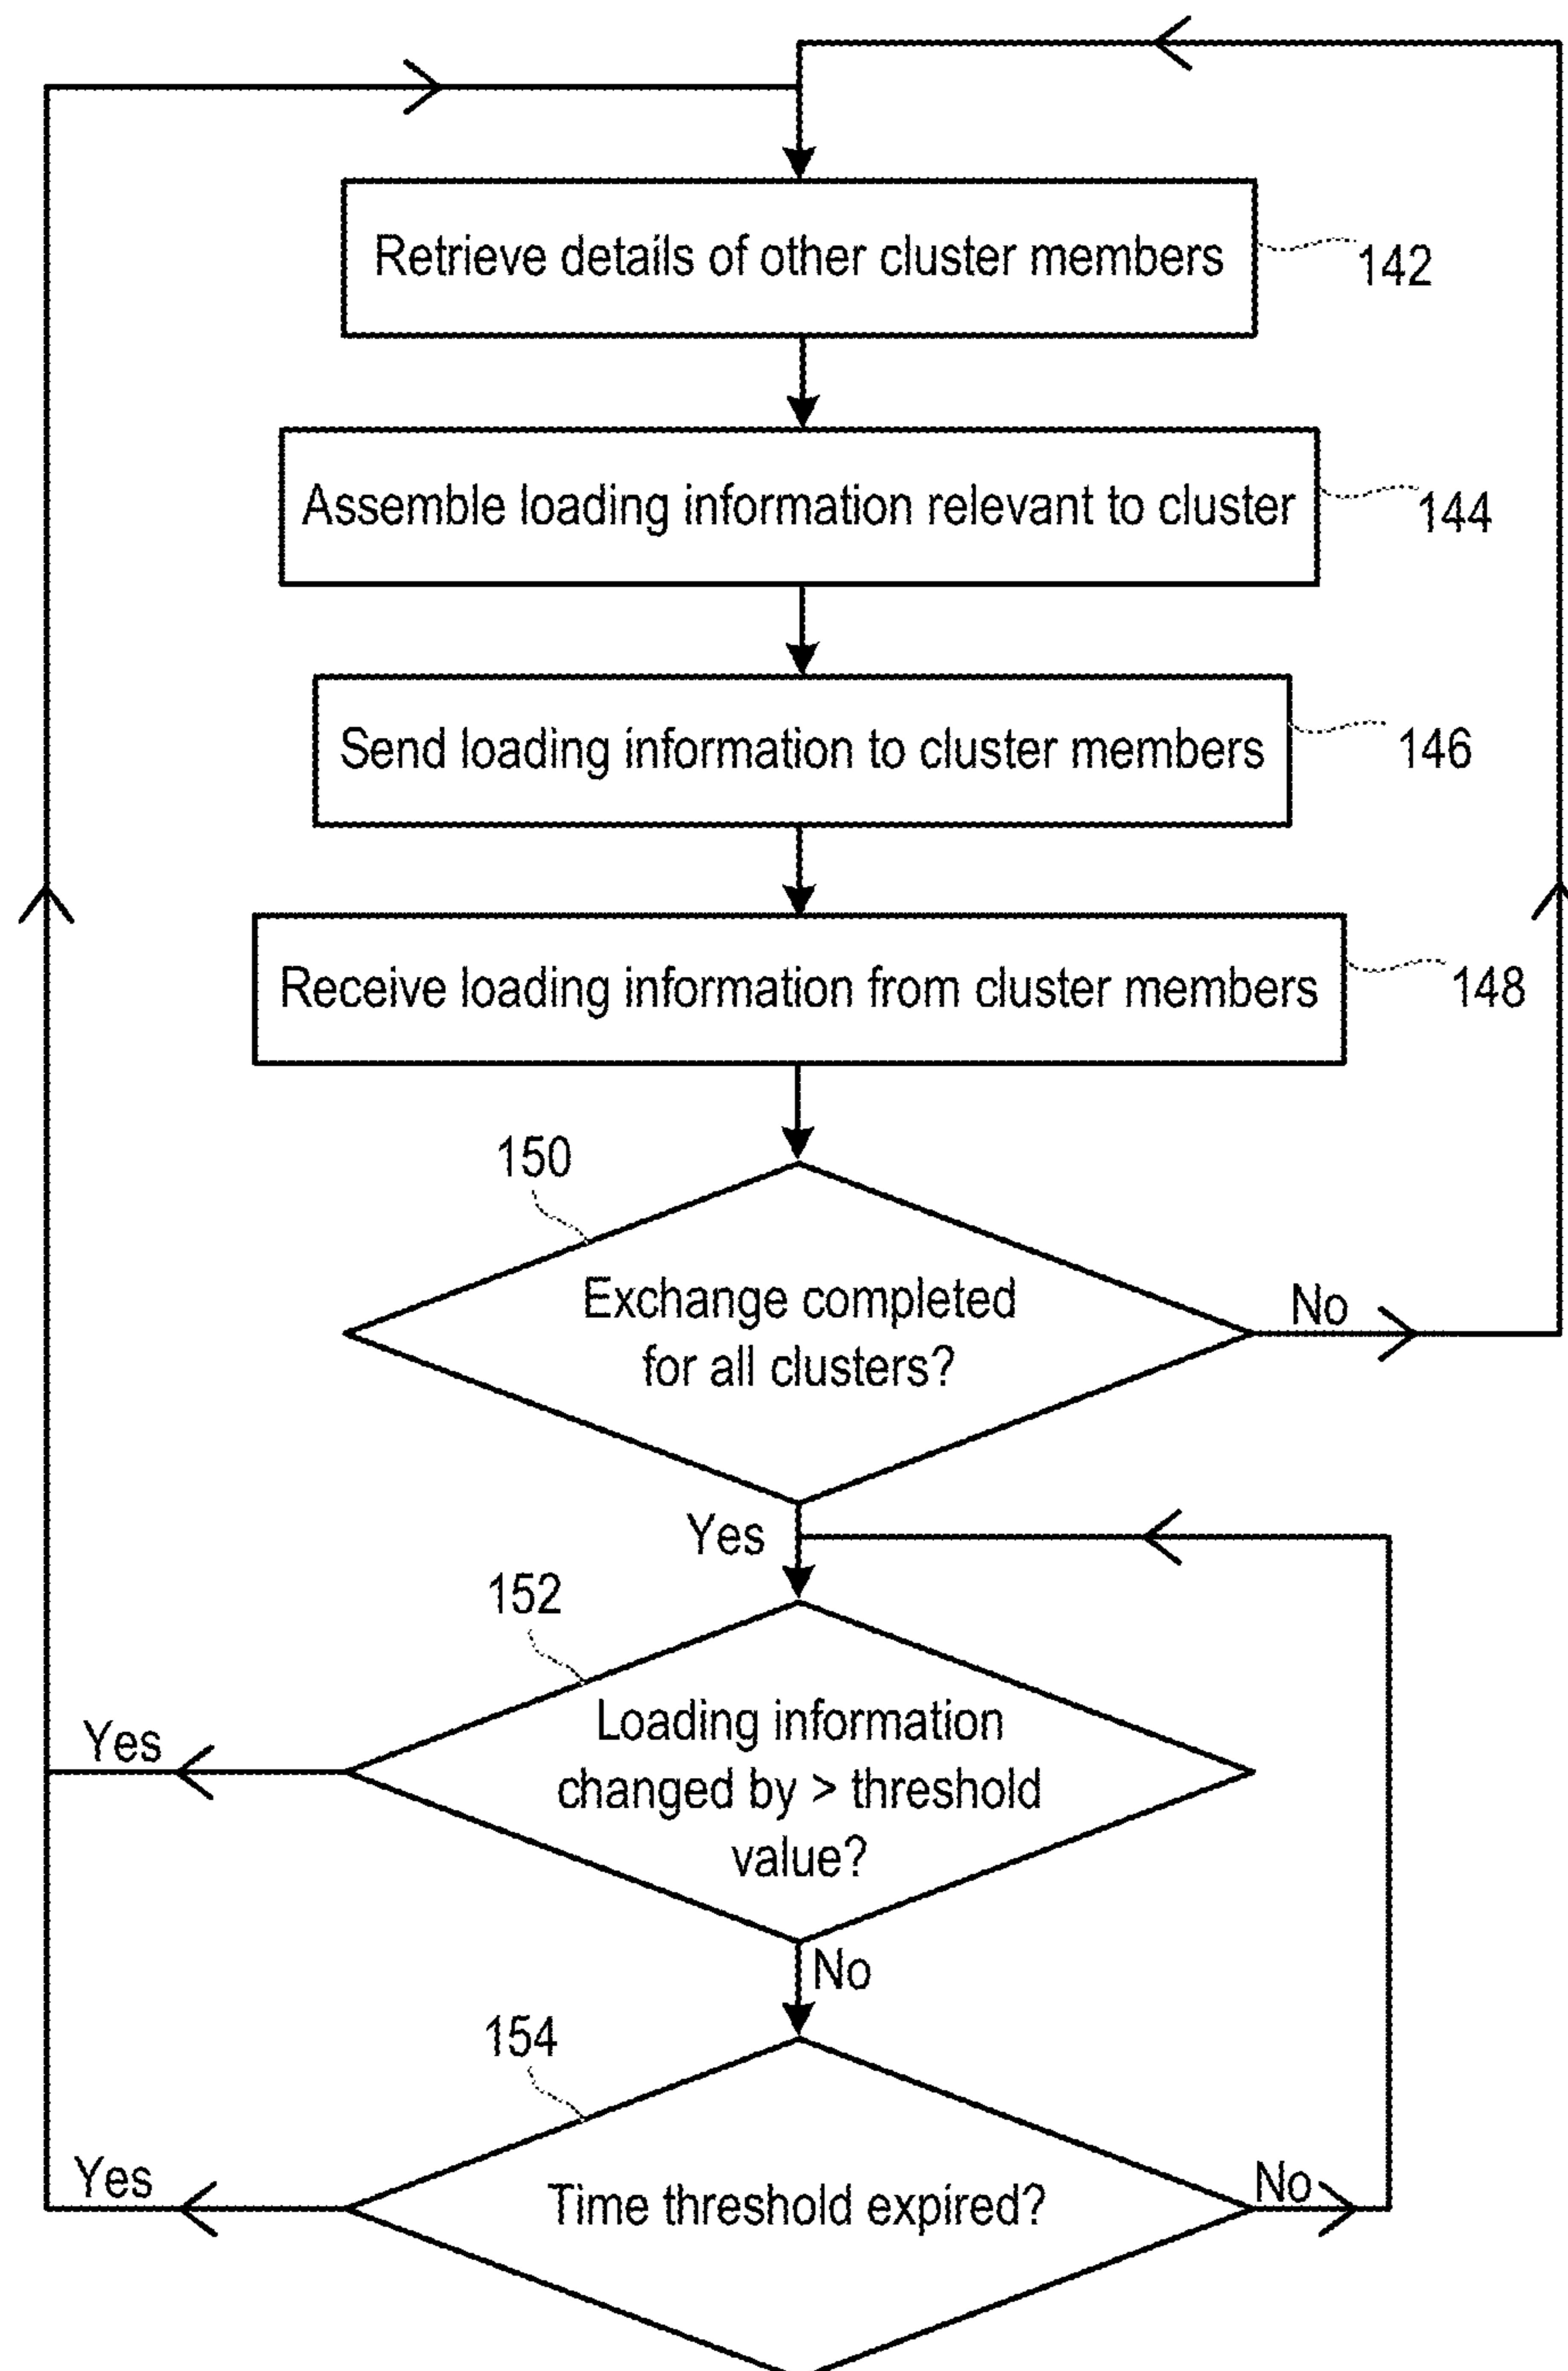 Retrieve details of other cluster members
142
Assemble loading information relevant to cluster
144
Send loading information to cluster members
146
Receive loading information from cluster members
148
150
Exchange completed
for all clusters?
No
Yes
152
Loading information
changed by > threshold
value?
Yes
No
154
Time threshold expired?
Yes
No